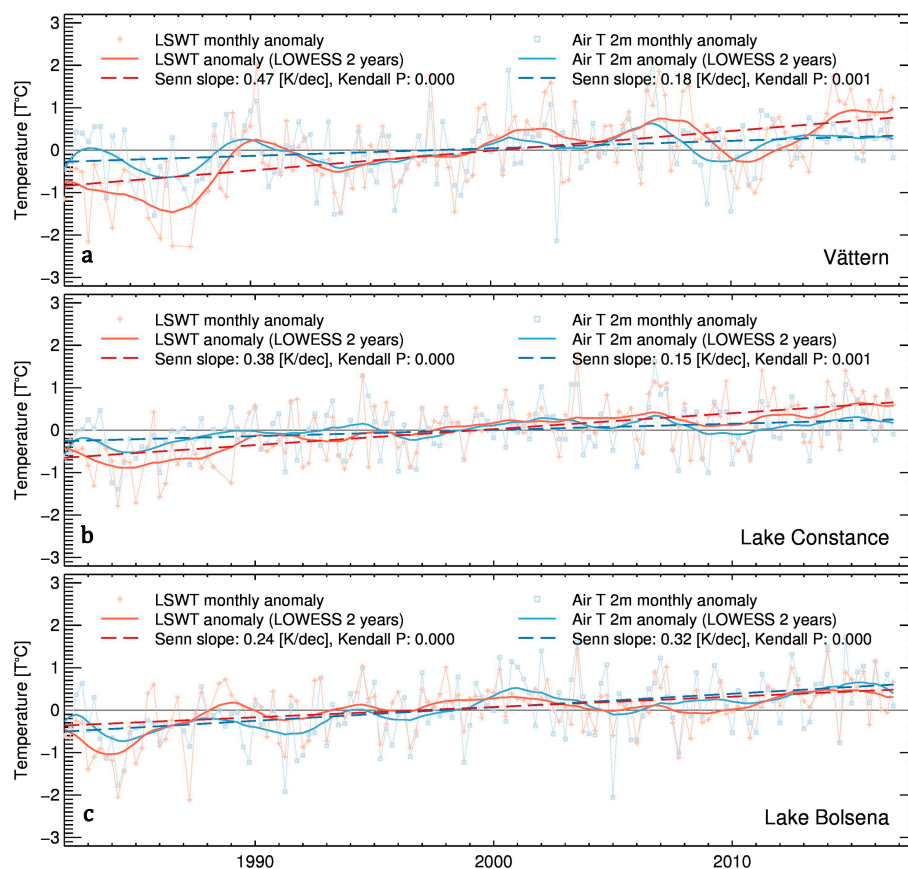 3
2
1
0
−1
−2
−3
Temperature [T°C]
LSWT monthly anomaly
LSWT anomaly (LOWESS 2 years)
Senn slope: 0.47 [K/dec], Kendall P: 0.000
Air T 2m monthly anomaly
Air T 2m anomaly (LOWESS 2 years)
Senn slope: 0.18 [K/dec], Kendall P: 0.001
a
Vättern
3
2
1
0
−1
−2
−3
Temperature [T°C]
LSWT monthly anomaly
LSWT anomaly (LOWESS 2 years)
Senn slope: 0.38 [K/dec], Kendall P: 0.000
Air T 2m monthly anomaly
Air T 2m anomaly (LOWESS 2 years)
Senn slope: 0.15 [K/dec], Kendall P: 0.001
b
Lake Constance
3
2
1
0
−1
−2
−3
Temperature [T°C]
LSWT monthly anomaly
LSWT anomaly (LOWESS 2 years)
Senn slope: 0.24 [K/dec], Kendall P: 0.000
Air T 2m monthly anomaly
Air T 2m anomaly (LOWESS 2 years)
Senn slope: 0.32 [K/dec], Kendall P: 0.000
c
Lake Bolsena
1990
2000
2010